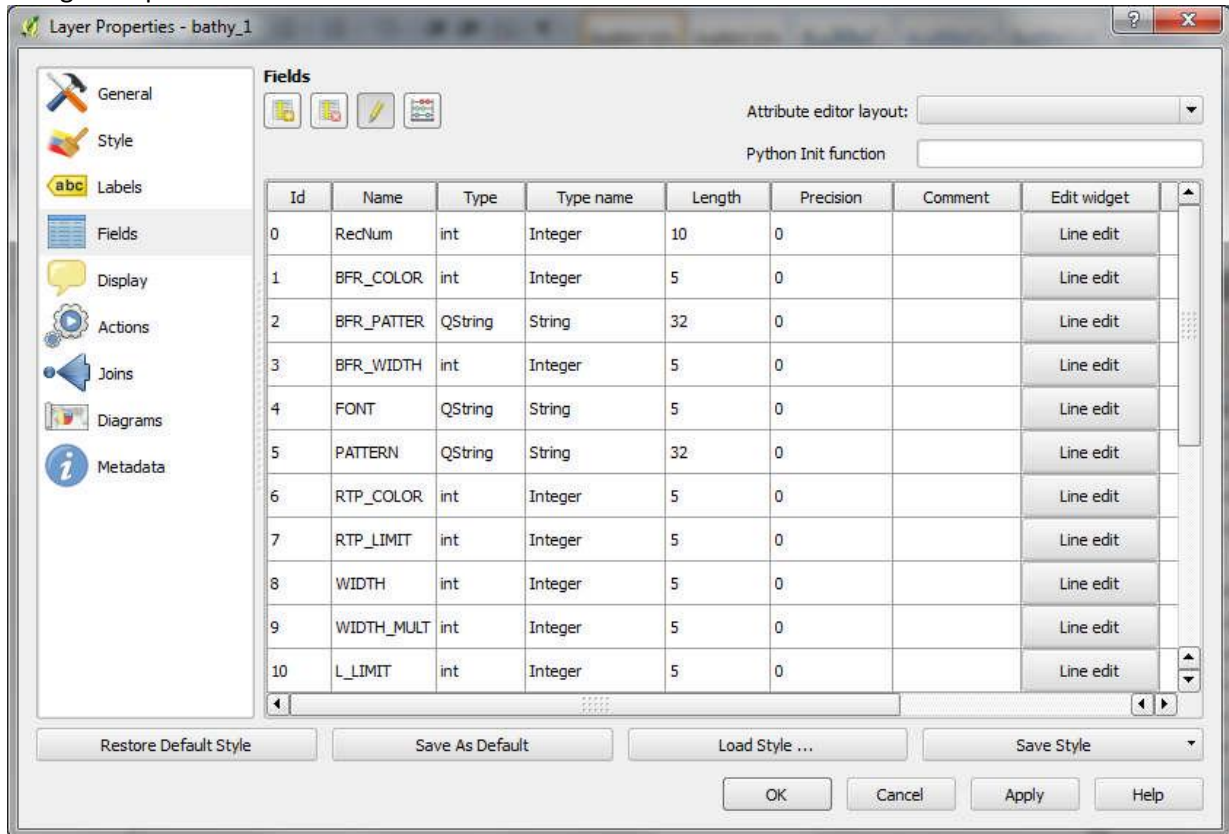 Layer Properties - bathy_1
General
Style
abc Labels
Fields
Display
Actions
Joins
Diagrams
Metadata
Fields
Attribute editor layout:
Python Init function
Id Name Type Type name Length Precision Comment Edit widget
0 RecNum int Integer 10 0 Line edit
1 BFR_COLOR int Integer 5 0 Line edit
2 BFR_PATTER QString String 32 0 Line edit
3 BFR_WIDTH int Integer 5 0 Line edit
4 FONT QString String 5 0 Line edit
5 PATTERN QString String 32 0 Line edit
6 RTP_COLOR int Integer 5 0 Line edit
7 RTP_LIMIT int Integer 5 0 Line edit
8 WIDTH int Integer 5 0 Line edit
9 WIDTH_MULT int Integer 5 0 Line edit
10 L_LIMIT int Integer 5 0 Line edit
Restore Default Style Save As Default Load Style ... Save Style
OK Cancel Apply Help